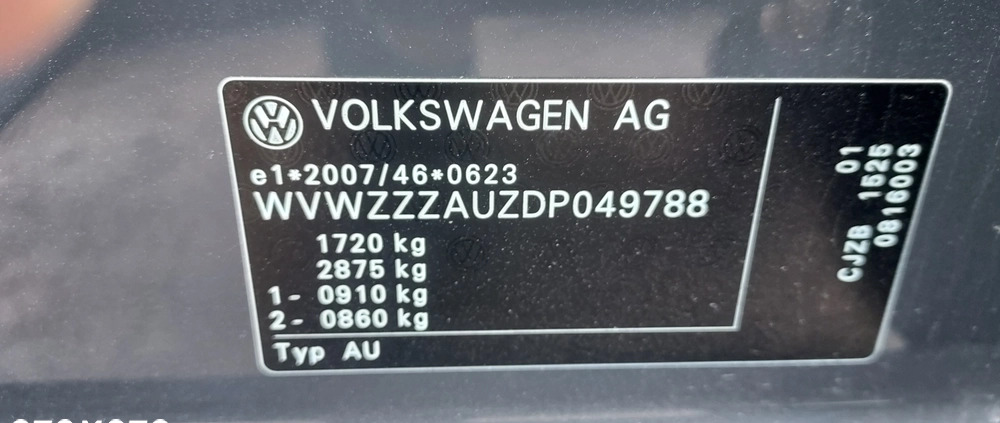 VOLKSWAGEN AG
e1*2007/46*0623
WVWZZZAUZDP049788
1720 kg
2875 kg
1- 0910 kg
2- 0860 kg
Typ AU
CJZB 01
1525
0816003